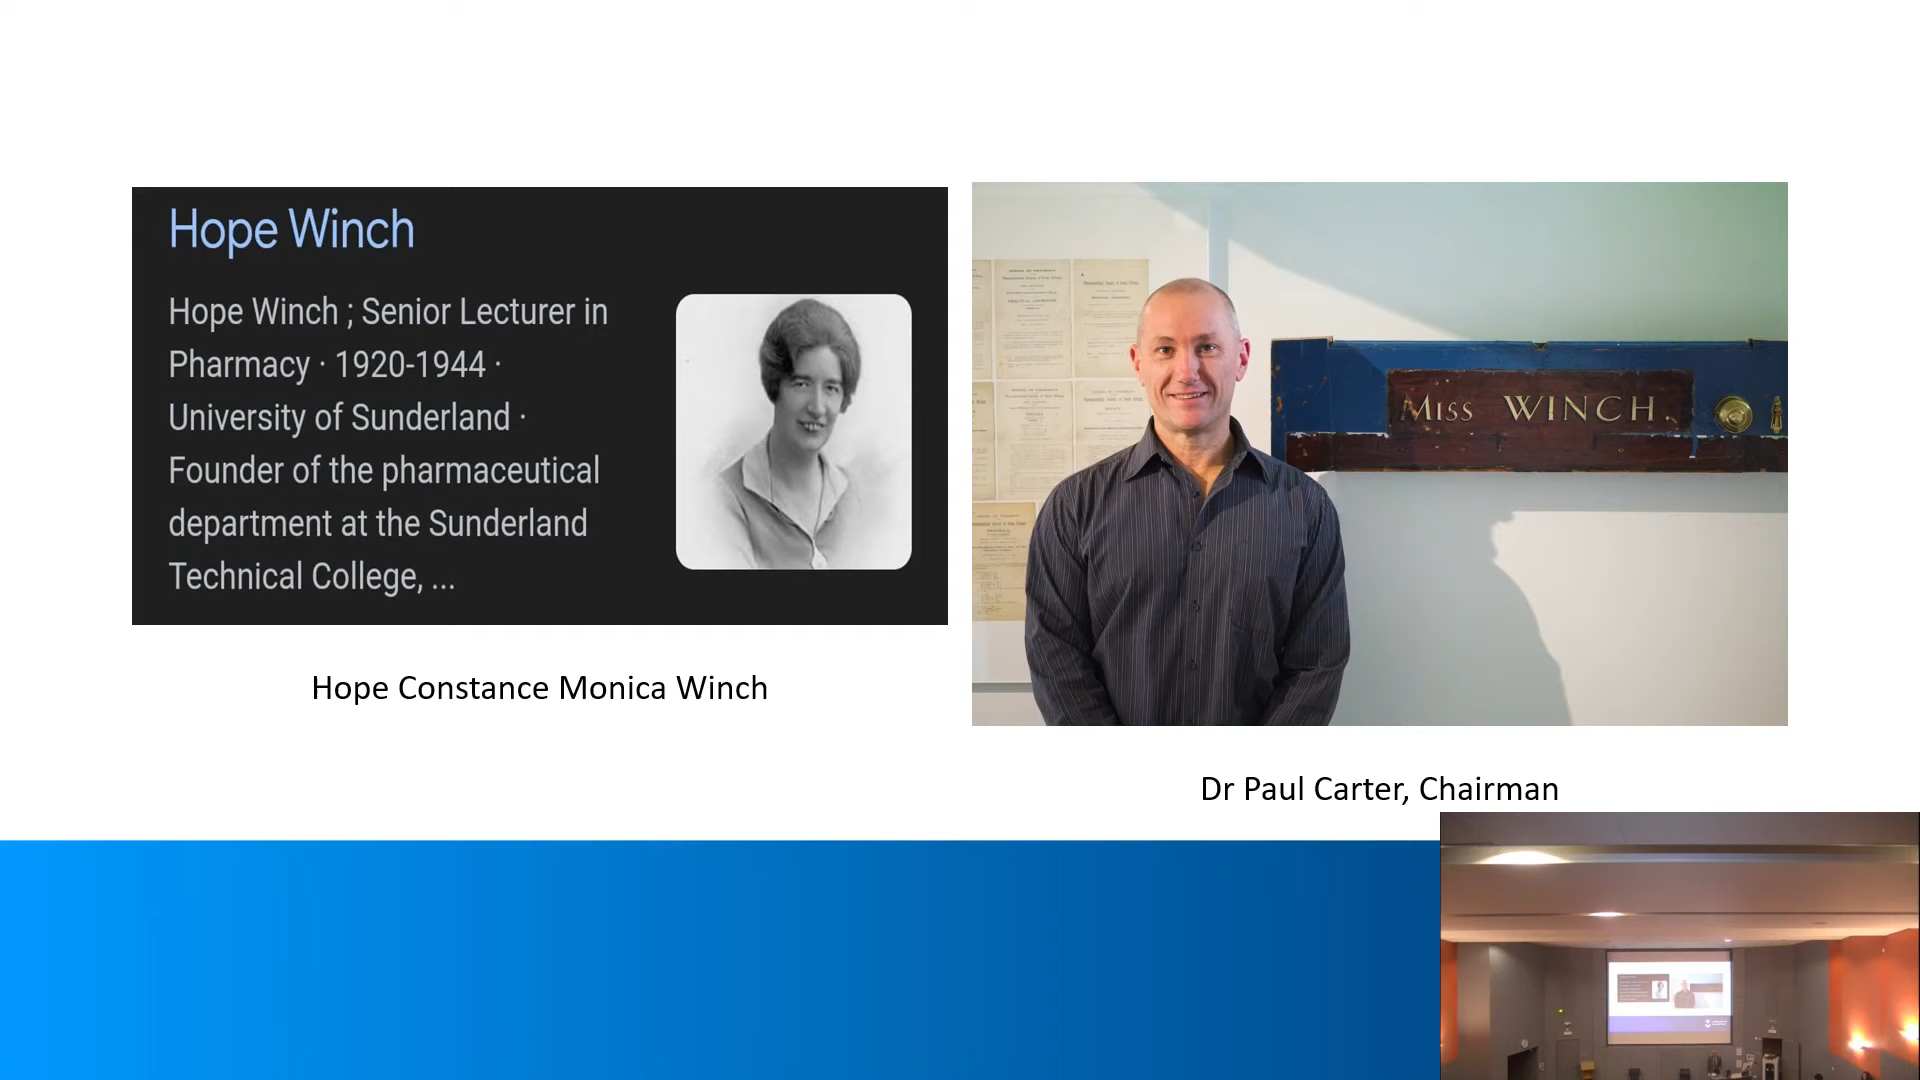 Hope Winch
Hope Winch ; Senior Lecturer in
Pharmacy · 1920-1944 ·
University of Sunderland ·
Founder of the pharmaceutical
department at the Sunderland
Technical College, ...
Hope Constance Monica Winch
MISS WINCH.
Dr Paul Carter, Chairman